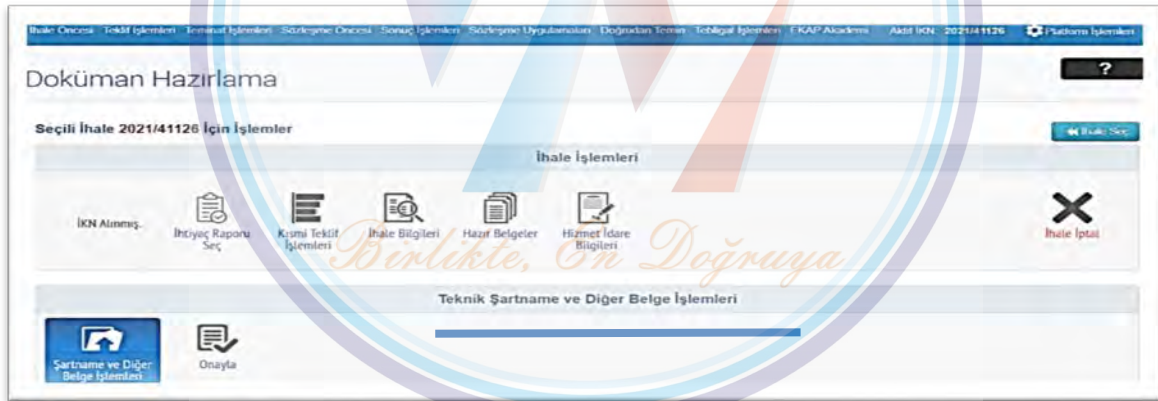 İhale Öncesi Teklif İşlemleri Teminat İşlemleri Sözleşme Öncesi Sonuç İşlemleri Sözleşme Uygulamaları Doğrudan Temin Tebligat İşlemleri EKAP Akademi Aktif İKN: 2021/41126 Platform İşlemleri
?
Doküman Hazırlama
Seçili İhale 2021/41126 İçin İşlemler
İhale Seç
İhale İşlemleri
İKN Alınmış.
İhtiyaç Raporu
Seç
Kısmi Teklif
İşlemleri
İhale Bilgileri
Hazır Belgeler
Hizmet İdare
Bilgileri
İhale İptal
Birlikte, En Doğruya
Teknik Şartname ve Diğer Belge İşlemleri
Şartname ve Diğer
Belge İşlemleri
Onayla